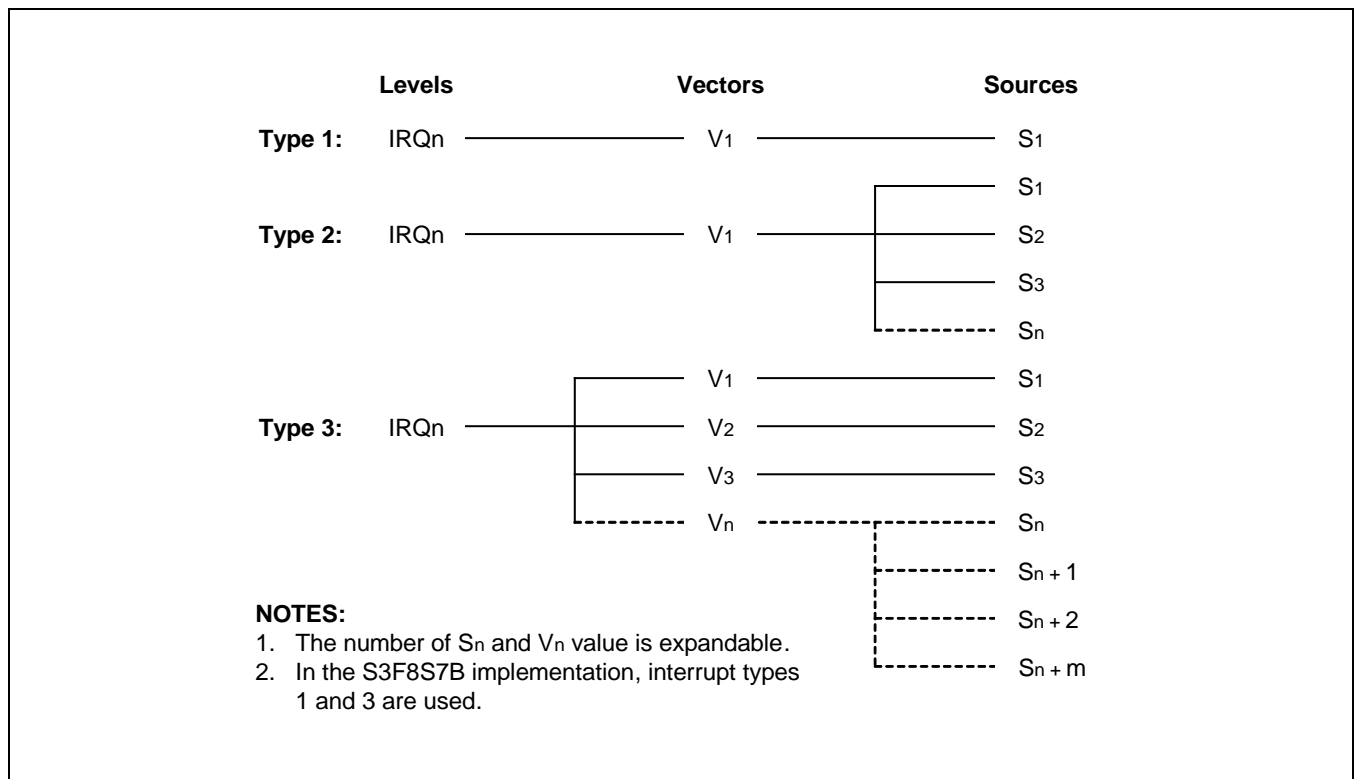 Levels Vectors Sources
Type 1: IRQn V1 S1
S1
Type 2: IRQn V1 S2
S3
Sn
V1 S1
Type 3: IRQn V2 S2
V3 S3
Vn Sn
Sn + 1
Sn + 2
Sn + m
NOTES:
1. The number of Sn and Vn value is expandable.
2. In the S3F8S7B implementation, interrupt types
1 and 3 are used.